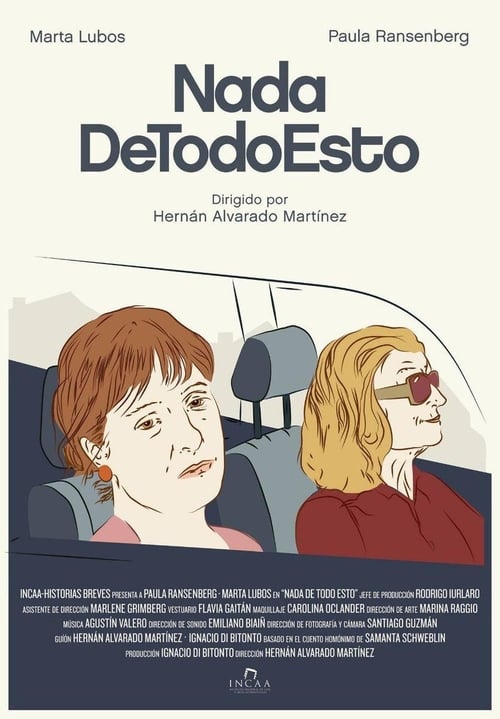 Marta Lubos
Paula Ransenberg
Nada
DeTodoEsto
Dirigido por
Hernán Alvarado Martínez
INCAA-HISTORIAS BREVES PRESENTA A PAULA RANSENBERG · MARTA LUBOS EN "NADA DE TODO ESTO" JEFE DE PRODUCCIÓN RODRIGO IURLARO
ASISTENTE DE DIRECCIÓN MARLENE GRIMBERG VESTUARIO FLAVIA GAITÁN MAQUILLAJE CAROLINA OCLANDER DIRECCIÓN DE ARTE MARINA RAGGIO
MÚSICA AGUSTÍN VALERO DIRECCIÓN DE SONIDO EMILIANO BIAIÑ DIRECCIÓN DE FOTOGRAFÍA Y CÁMARA SANTIAGO GUZMÁN
GUIÓN HERNÁN ALVARADO MARTÍNEZ · IGNACIO DI BITONTO BASADO EN EL CUENTO HOMÓNIMO DE SAMANTA SCHWEBLIN
PRODUCCIÓN IGNACIO DI BITONTO DIRECCIÓN HERNÁN ALVARADO MARTÍNEZ
INCAA